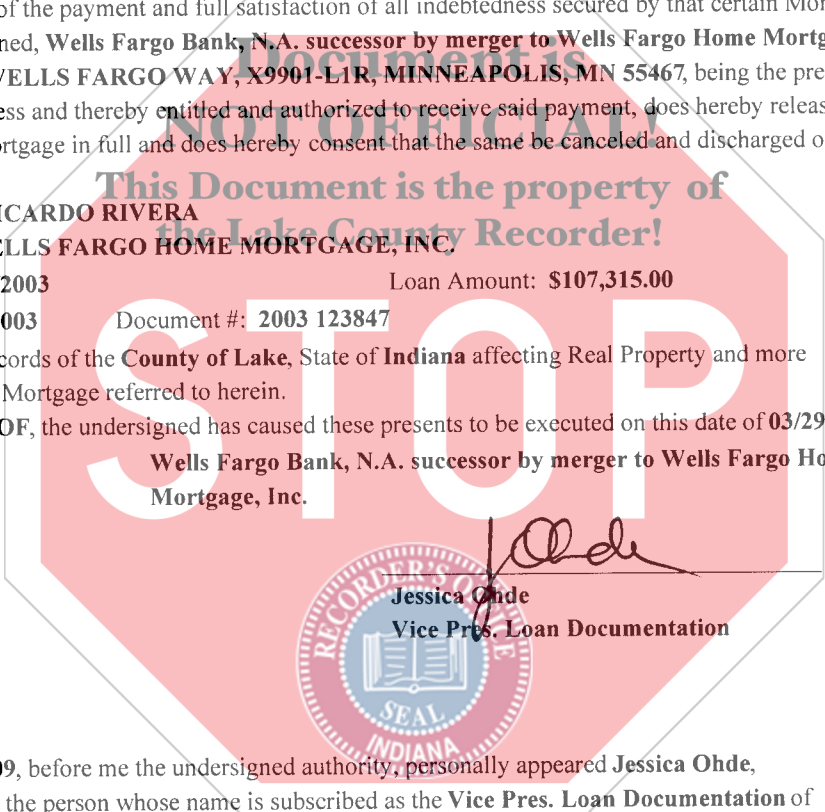 of the payment and full satisfaction of all indebtedness secured by that certain Mor
ned, Wells Fargo Bank, N.A. successor by merger to Wells Fargo Home Mortg
Document is
WELLS FARGO WAY, X9901-L1R, MINNEAPOLIS, MN 55467, being the pre
ess and thereby entitled and authorized to receive said payment, does hereby releas
NOT OFFICIAL!
rtgage in full and does hereby consent that the same be canceled and discharged o
This Document is the property of
ICARDO RIVERA
the Lake County Recorder!
ELLS FARGO HOME MORTGAGE, INC.
2003 Loan Amount: $107,315.00
003 Document #: 2003 123847
STOP
cords of the County of Lake, State of Indiana affecting Real Property and more
Mortgage referred to herein.
OF, the undersigned has caused these presents to be executed on this date of 03/29
Wells Fargo Bank, N.A. successor by merger to Wells Fargo Ho
Mortgage, Inc.
JOhde
Jessica Ohde
Vice Pres. Loan Documentation
RECORDER'S OFFICE
SEAL
INDIANA
09, before me the undersigned authority, personally appeared Jessica Ohde,
the person whose name is subscribed as the Vice Pres. Loan Documentation of